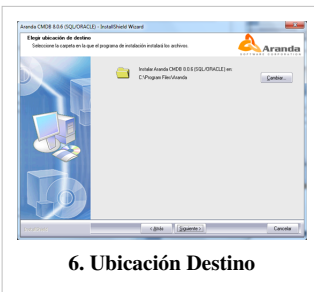 Aranda CMDB 8.0.6 (SQL/ORACLE) - InstallShield Wizard
Elegir ubicación de destino
Seleccione la carpeta en la que el programa de instalación instalará los archivos.
Aranda
SOFTWARE CORPORATION
Instalar Aranda CMDB 8.0.6 (SQL/ORACLE) en
C:\Program Files\Aranda
Cambiar...
< Atrás
Siguiente >
Cancelar
6. Ubicación Destino